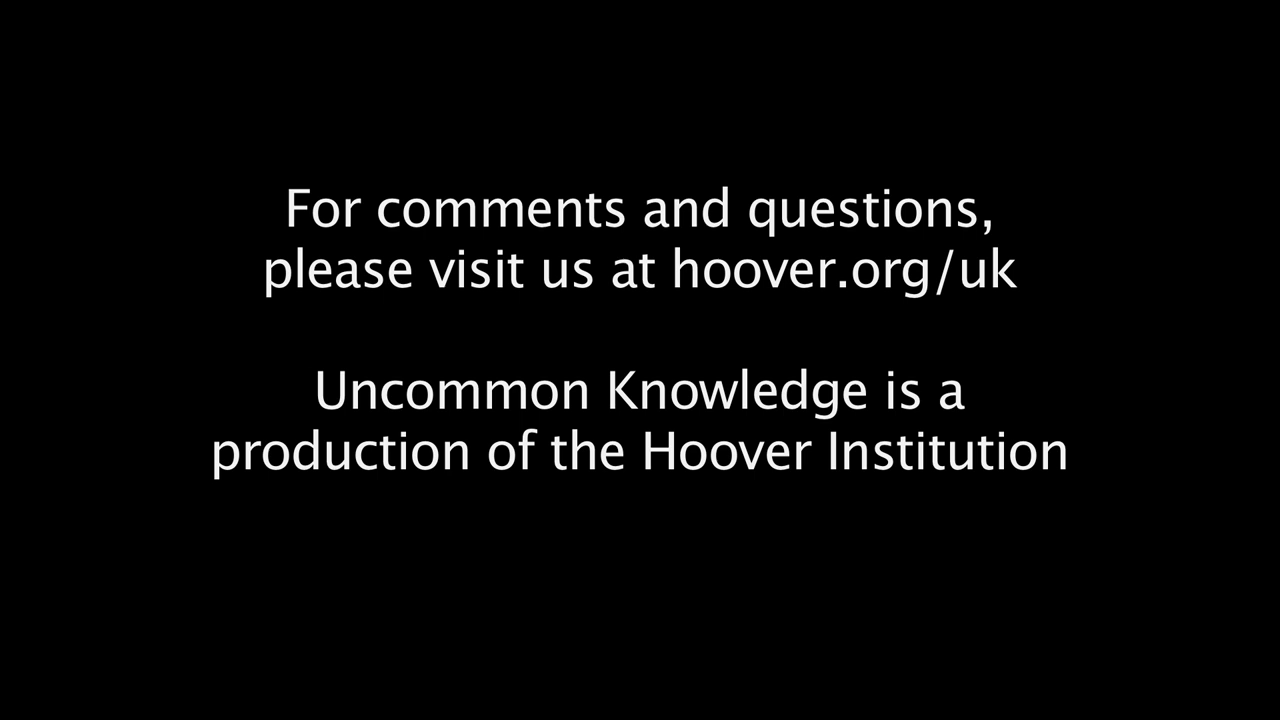 For comments and questions,
please visit us at hoover.org/uk
Uncommon Knowledge is a
production of the Hoover Institution